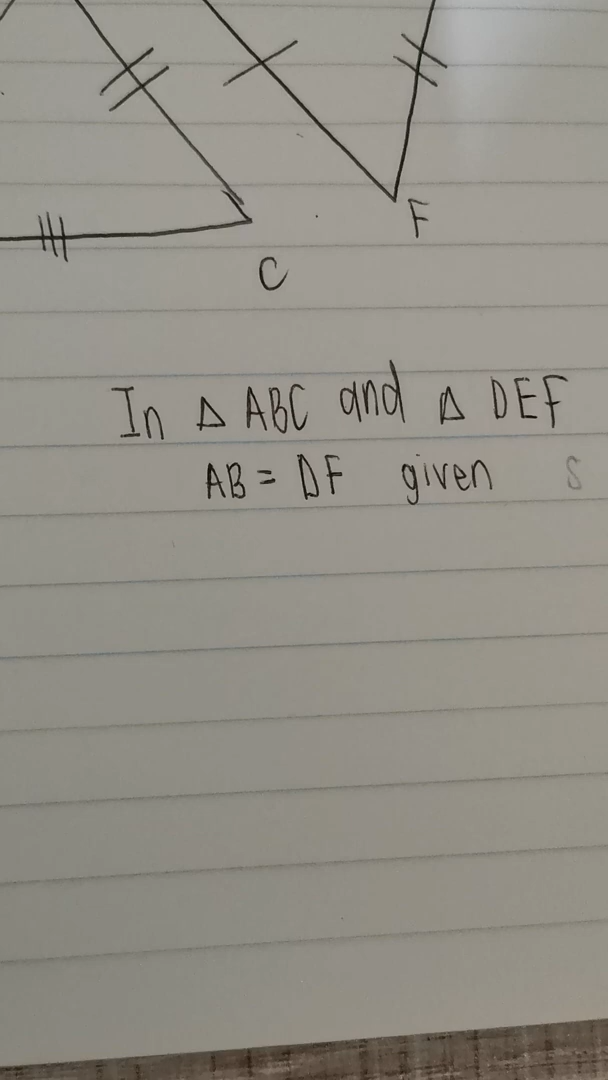 F
C
In △ ABC and △ DEF
AB = DF given S